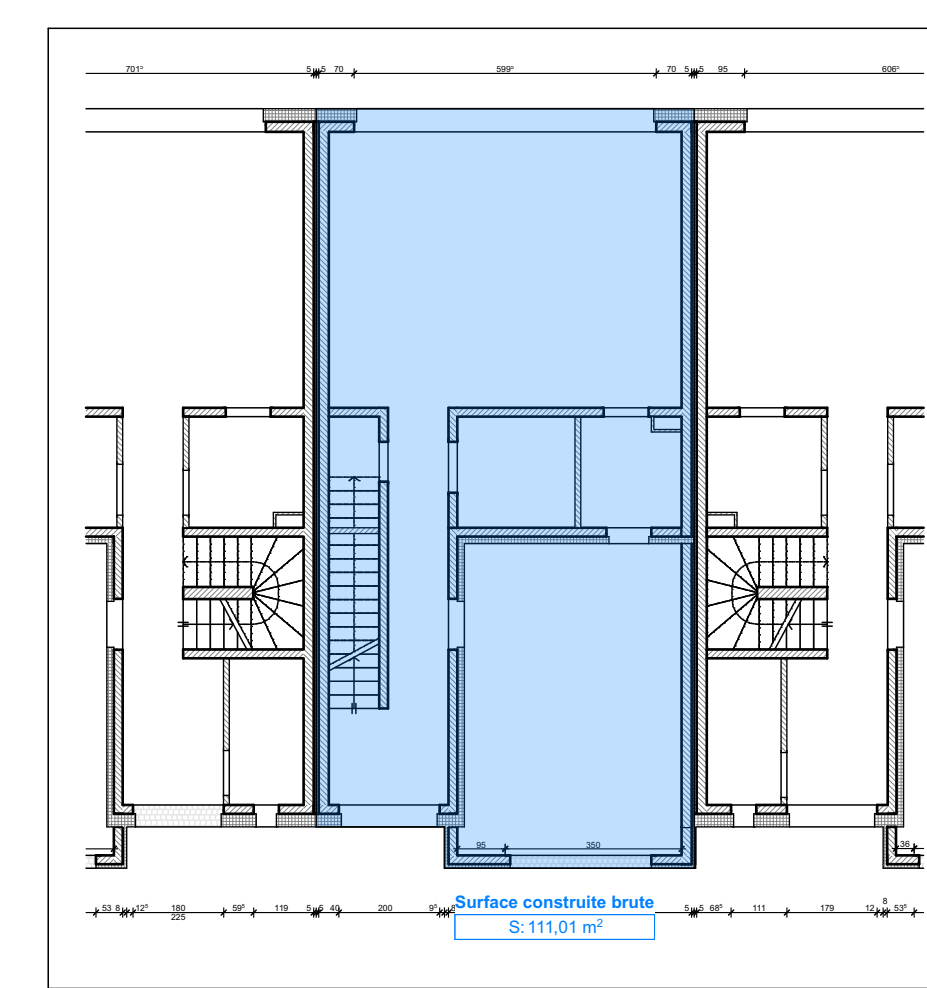 701⁵ 5 5 70 599⁵ 70 5 5 95 606⁵
95 350 36
53 8 12⁵ 180 59⁵ 119 5 5 40 200 9⁵ 8 5 5 68⁵ 111 179 12 8 53⁵
225
Surface construite brute
S: 111,01 m²